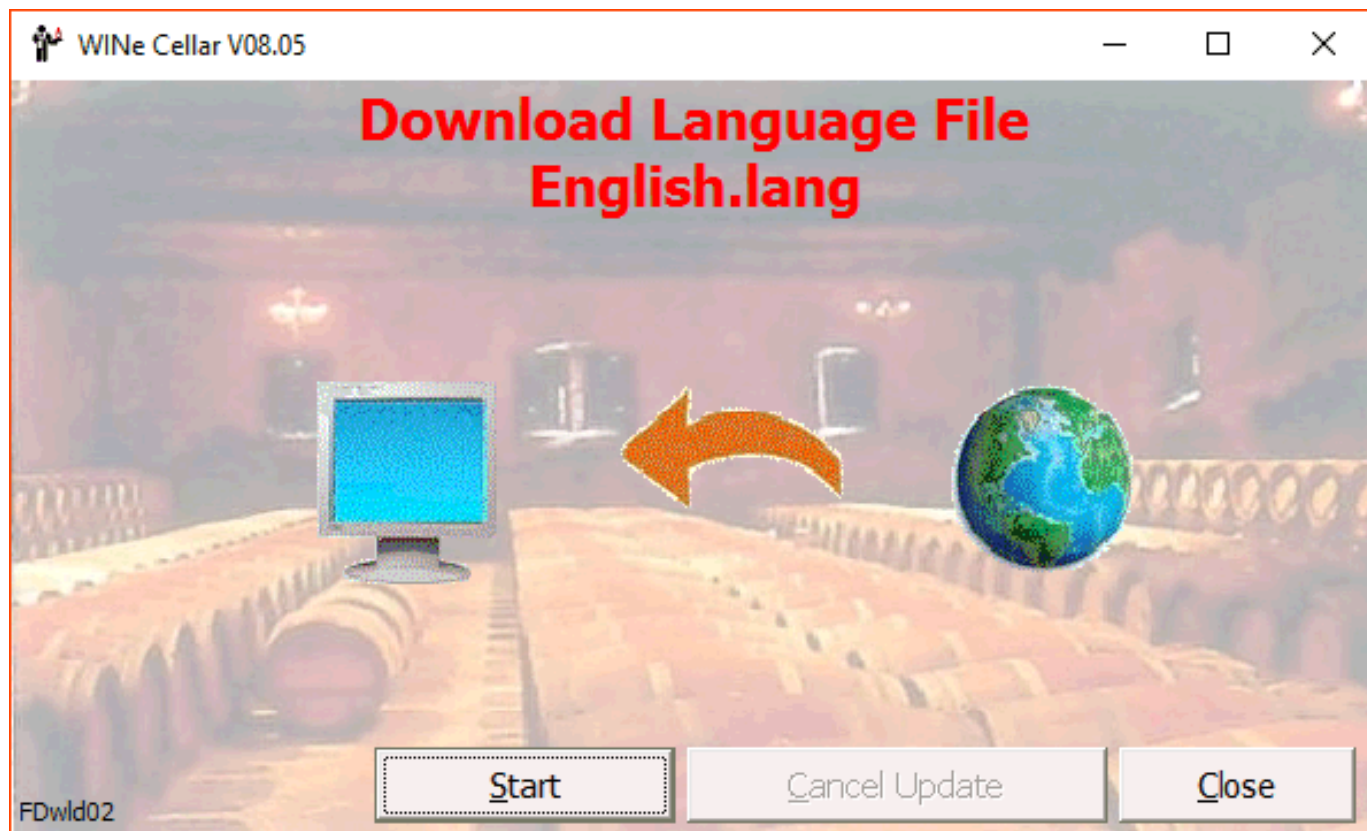 WINe Cellar V08.05
Download Language File
English.lang
Start
Cancel Update
Close
FDwld02